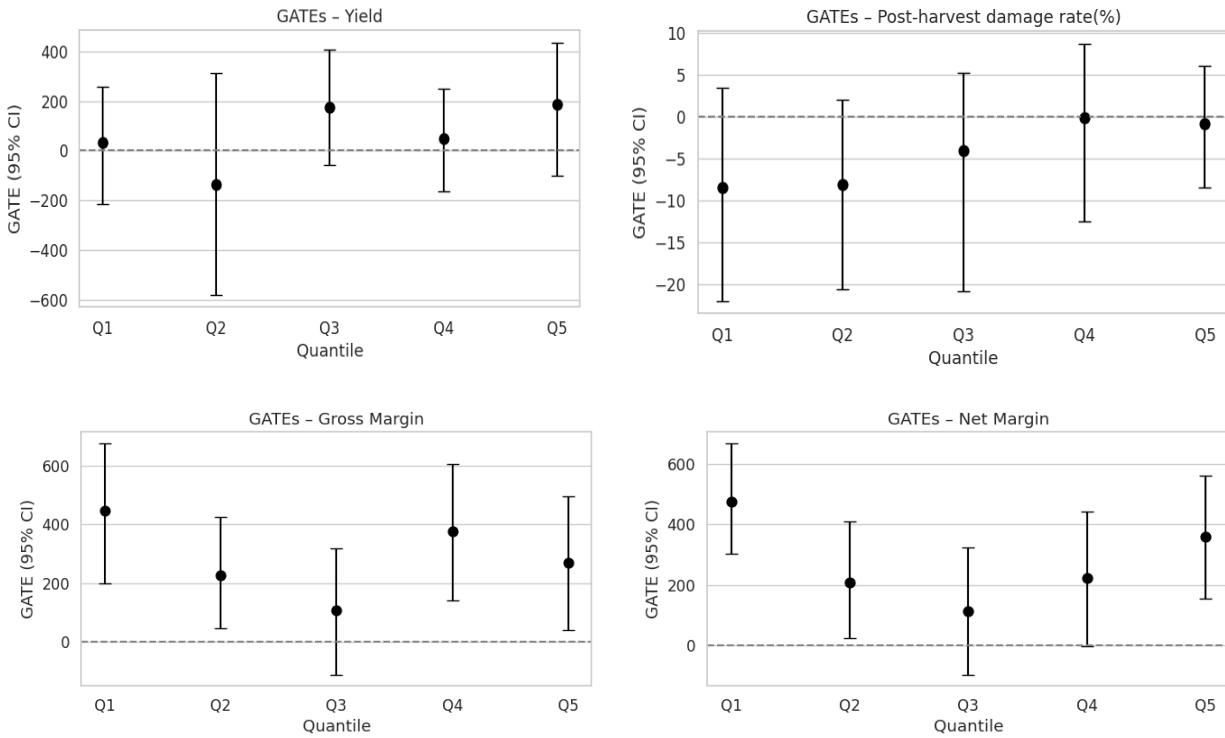 GATEs – Yield
GATE (95% CI)
400
200
0
−200
−400
−600
Q1 Q2 Q3 Q4 Q5
Quantile
GATEs – Post-harvest damage rate(%)
GATE (95% CI)
10
5
0
−5
−10
−15
−20
Q1 Q2 Q3 Q4 Q5
Quantile
GATEs – Gross Margin
GATE (95% CI)
600
400
200
0
Q1 Q2 Q3 Q4 Q5
Quantile
GATEs – Net Margin
GATE (95% CI)
600
400
200
0
Q1 Q2 Q3 Q4 Q5
Quantile